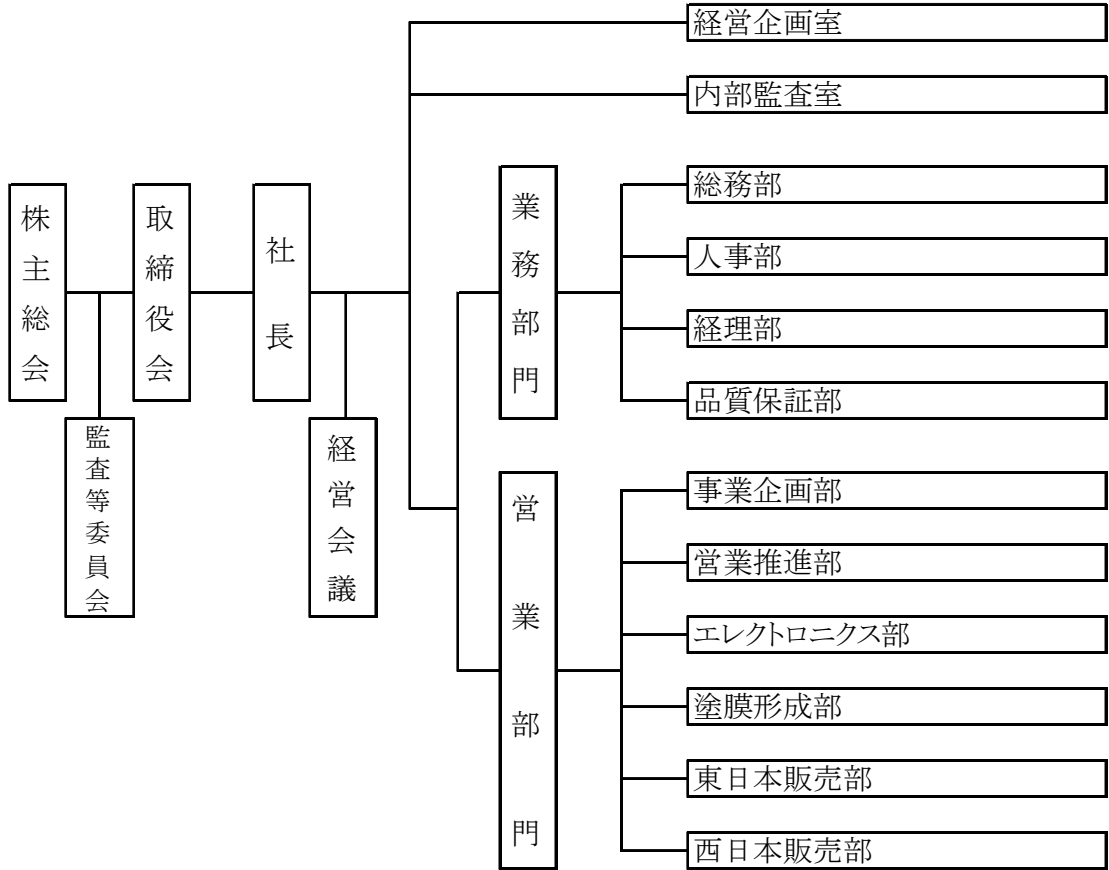 経営企画室
内部監査室
株主総会
取締役会
社長
監査等委員会
経営会議
業務部門
総務部
人事部
経理部
品質保証部
営業部門
事業企画部
営業推進部
エレクトロニクス部
塗膜形成部
東日本販売部
西日本販売部